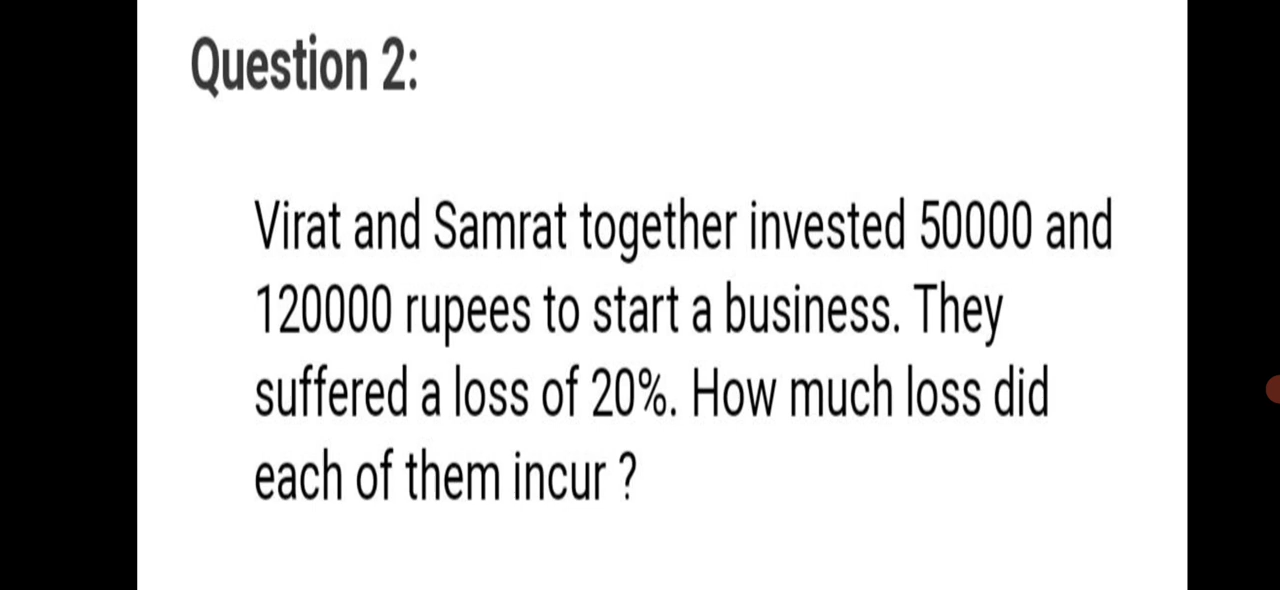 Question 2:
Virat and Samrat together invested 50000 and
120000 rupees to start a business. They
suffered a loss of 20%. How much loss did
each of them incur ?